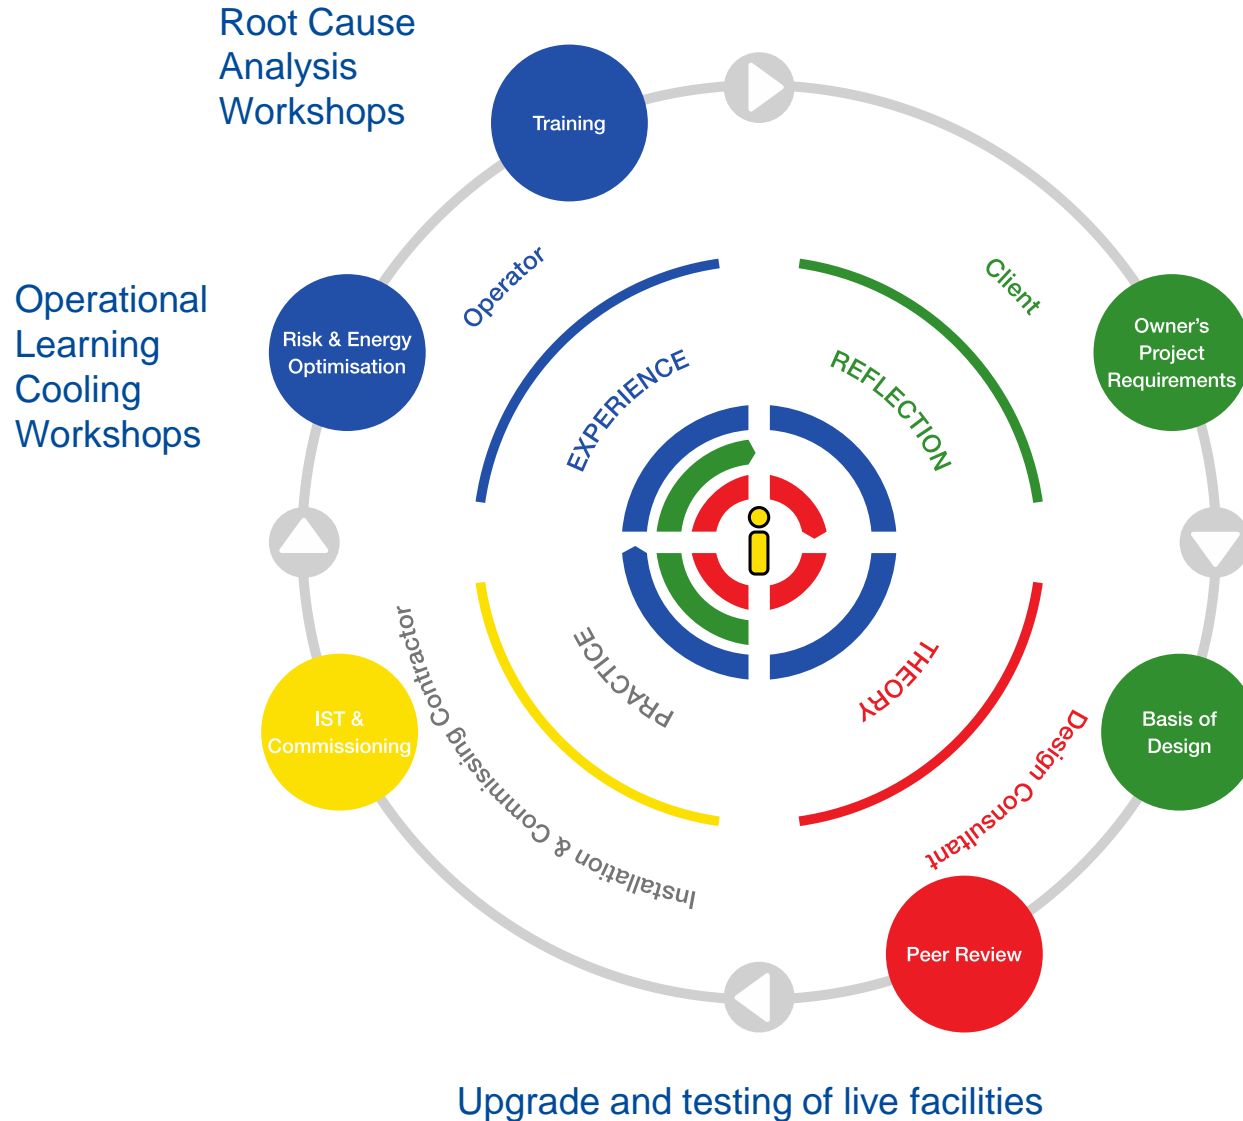 Root Cause
Analysis
Workshops
Training
Operator
Client
Operational
Learning
Cooling
Workshops
Risk & Energy
Optimisation
Owner's
Project
Requirements
EXPERIENCE
REFLECTION
PRACTICE
THEORY
IST &
Commissioning
Installation & Commissing Contractor
Design Consultant
Basis of
Design
Peer Review
Upgrade and testing of live facilities